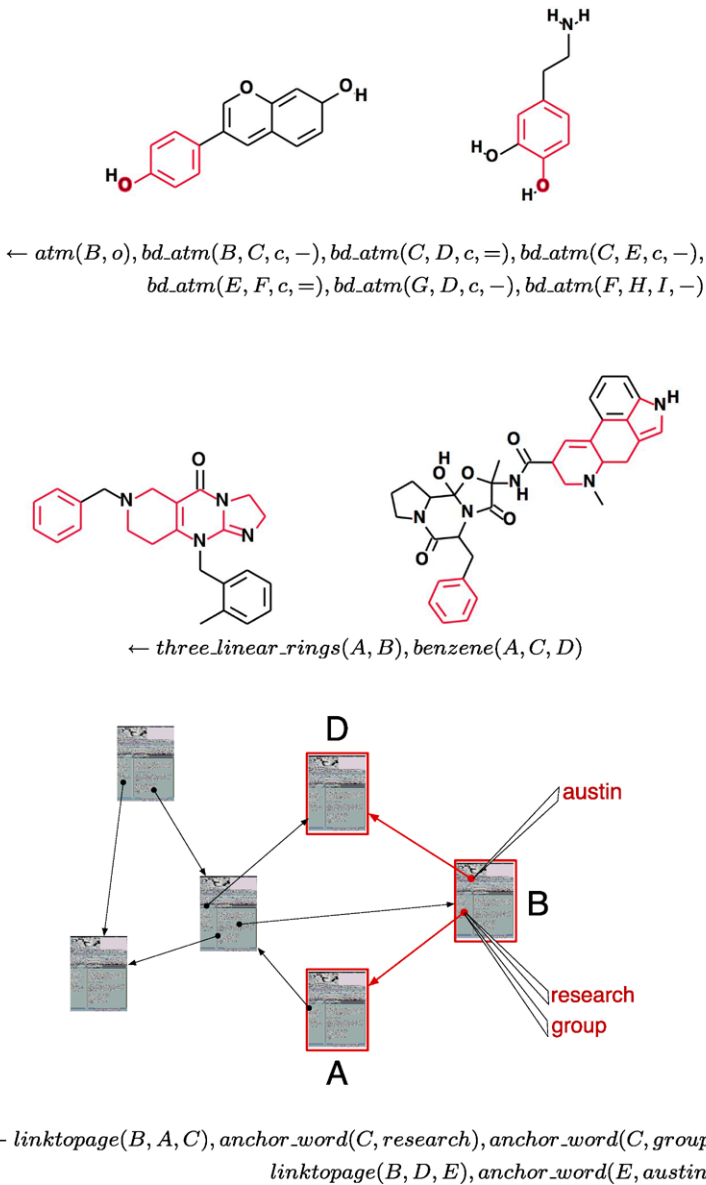 H H
N
O
O H
H O
H O
H O
← atm(B, o), bd_atm(B, C, c, −), bd_atm(C, D, c, =), bd_atm(C, E, c, −),
bd_atm(E, F, c, =), bd_atm(G, D, c, −), bd_atm(F, H, I, −)
O
N
N
N
N
NH
O
H
O O
N
H
N
N
N
O
O
← three_linear_rings(A, B), benzene(A, C, D)
D
austin
B
research
group
A
− linktopage(B, A, C), anchor_word(C, research), anchor_word(C, group
linktopage(B, D, E), anchor_word(E, austin